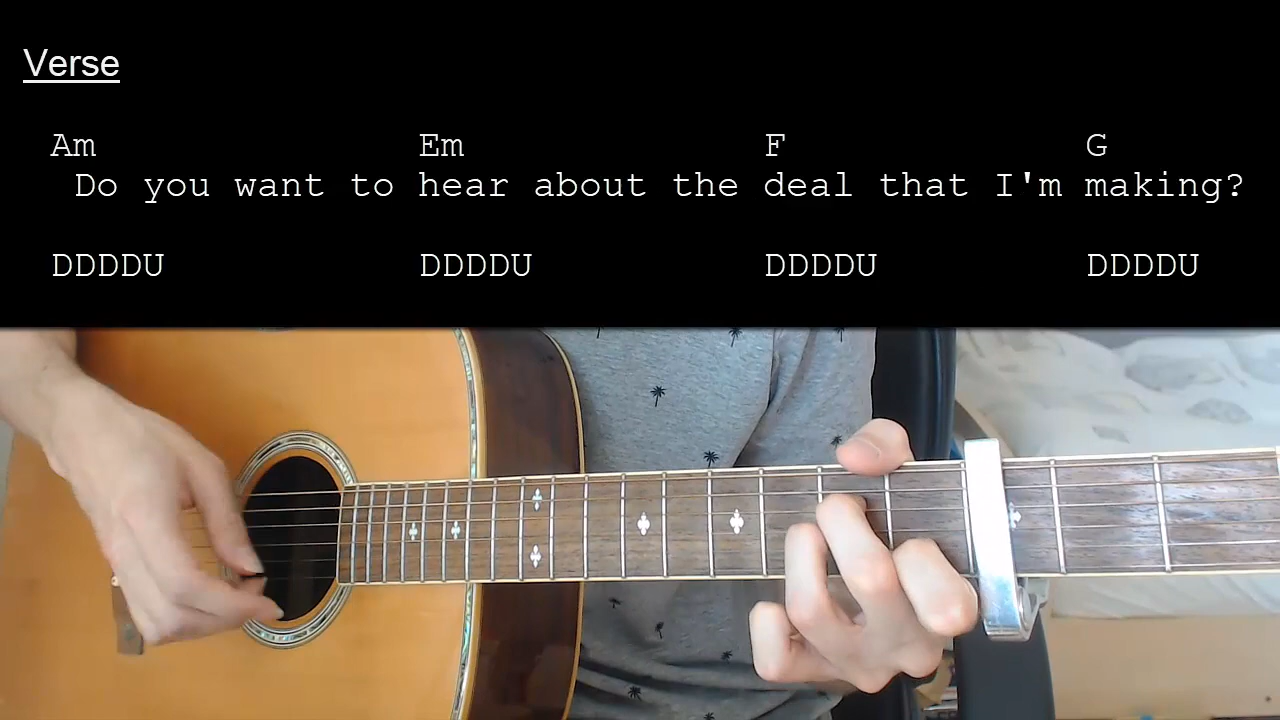 Verse
Am Em F G
Do you want to hear about the deal that I'm making?
DDDDU DDDDU DDDDU DDDDU